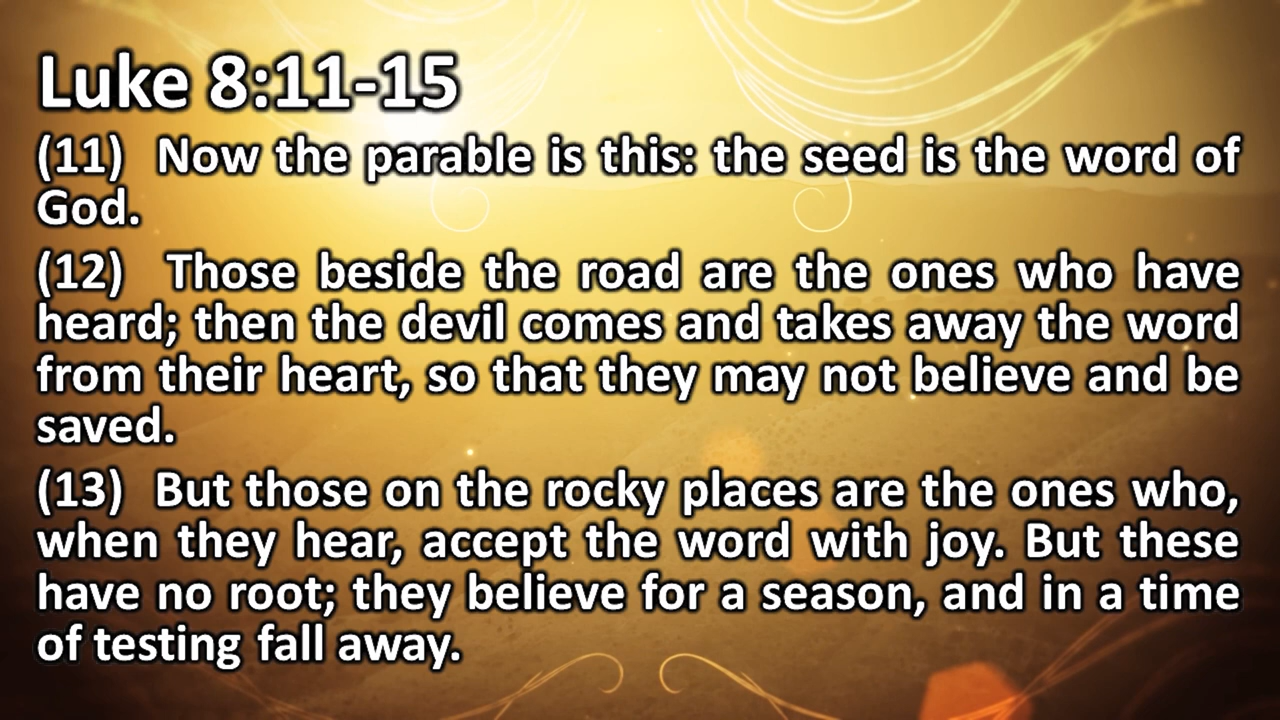 Luke 8:11-15
(11) Now the parable is this: the seed is the word of
God.
(12) Those beside the road are the ones who have
heard; then the devil comes and takes away the word
from their heart, so that they may not believe and be
saved.
(13) But those on the rocky places are the ones who,
when they hear, accept the word with joy. But these
have no root; they believe for a season, and in a time
of testing fall away.